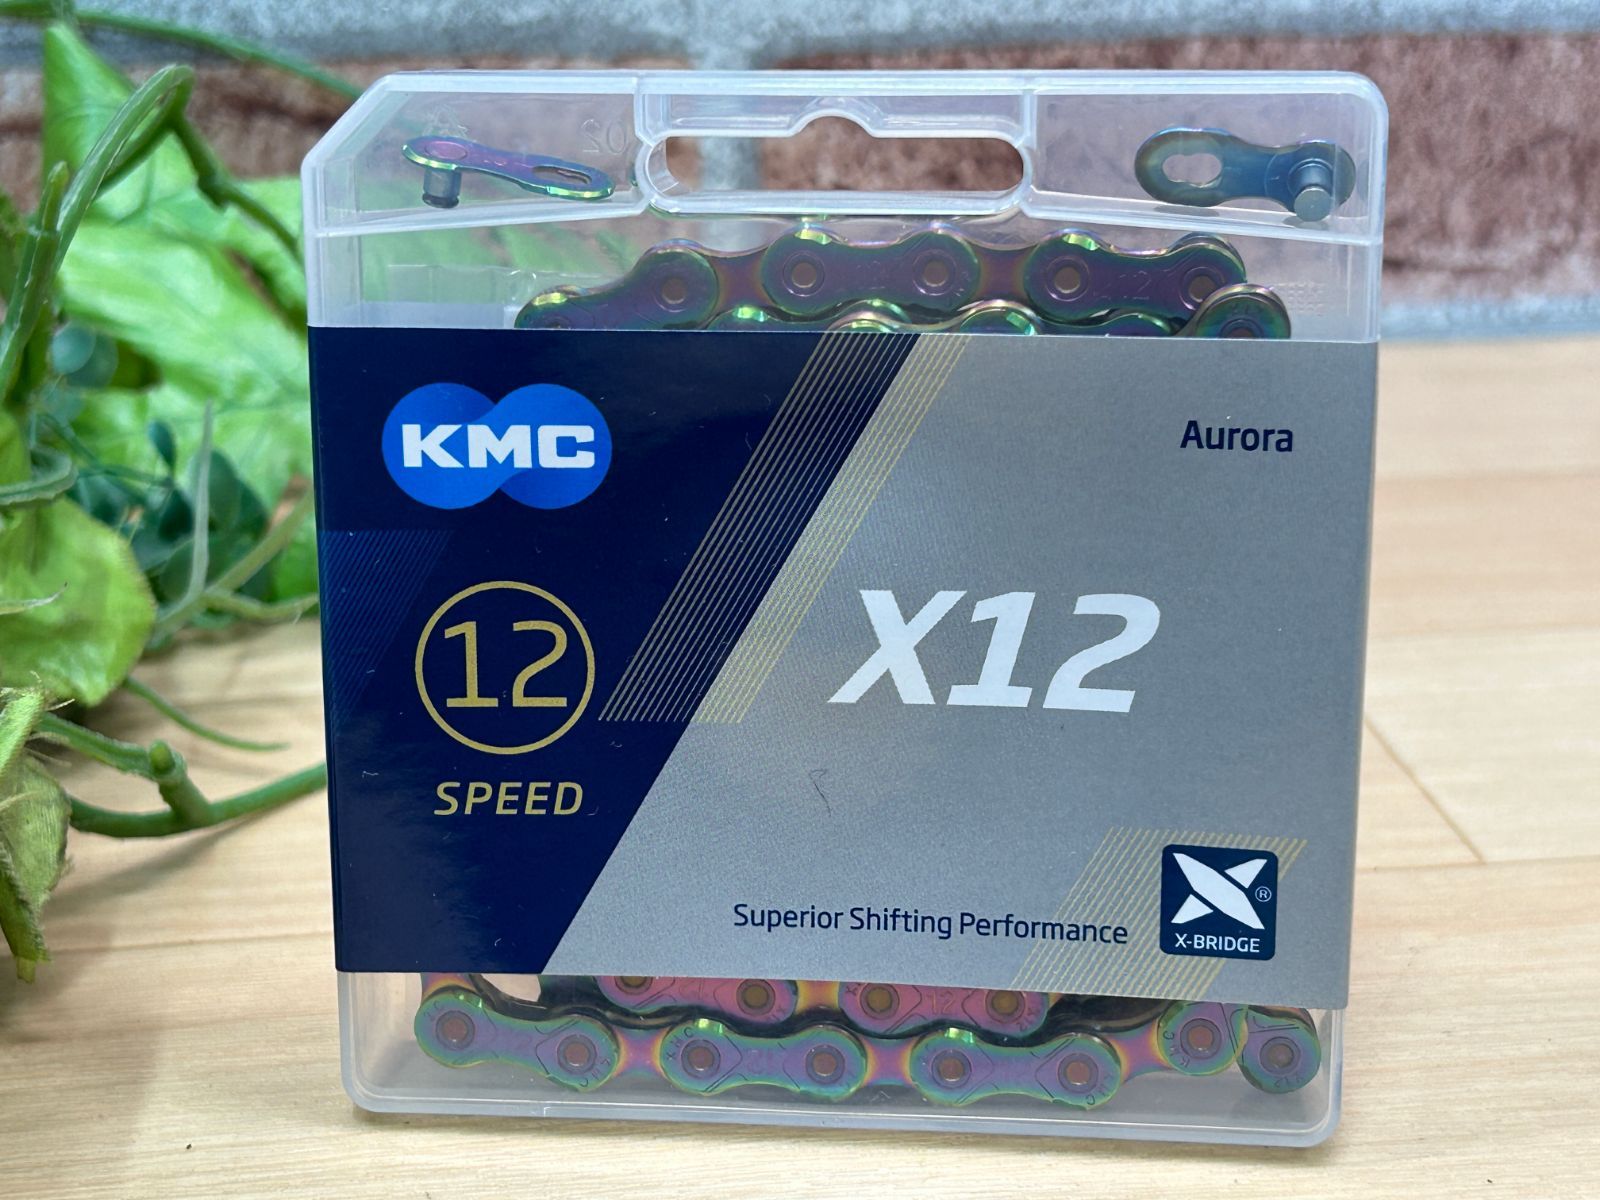 KMC
Aurora
12
SPEED
X12
Superior Shifting Performance
®
X-BRIDGE